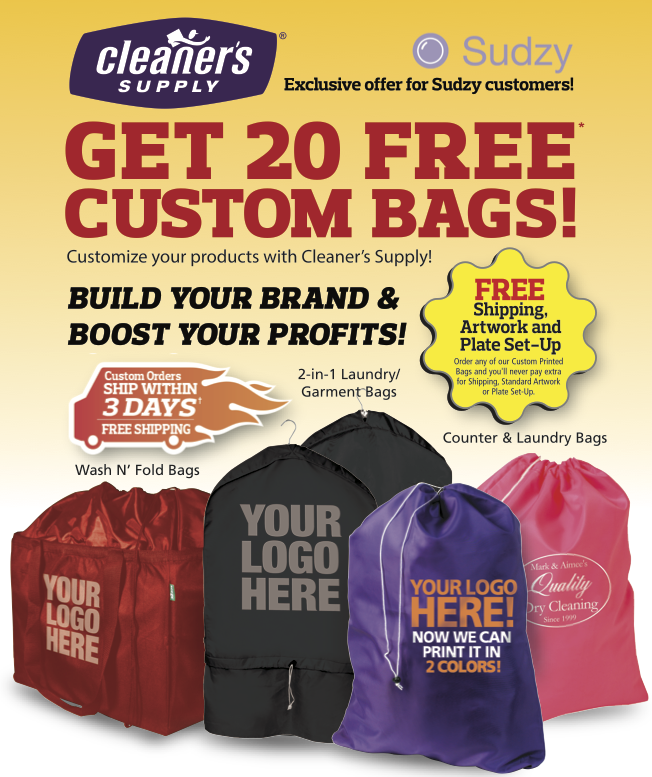 cleaner's®
SUPPLY
Sudzy
Exclusive offer for Sudzy customers!
GET 20 FREE*
CUSTOM BAGS!
Customize your products with Cleaner's Supply!
BUILD YOUR BRAND &
BOOST YOUR PROFITS!
FREE
Shipping,
Artwork and
Plate Set-Up
Order any of our Custom Printed
Bags and you'll never pay extra
for Shipping, Standard Artwork
or Plate Set-Up.
Custom Orders
SHIP WITHIN
3 DAYS†
FREE SHIPPING
2-in-1 Laundry/
Garment Bags
Counter & Laundry Bags
Wash N' Fold Bags
YOUR
LOGO
HERE
YOUR
LOGO
HERE
YOUR LOGO
HERE!
NOW WE CAN
PRINT IT IN
2 COLORS!
Mark & Aimee's
Quality
Dry Cleaning
Since 1999